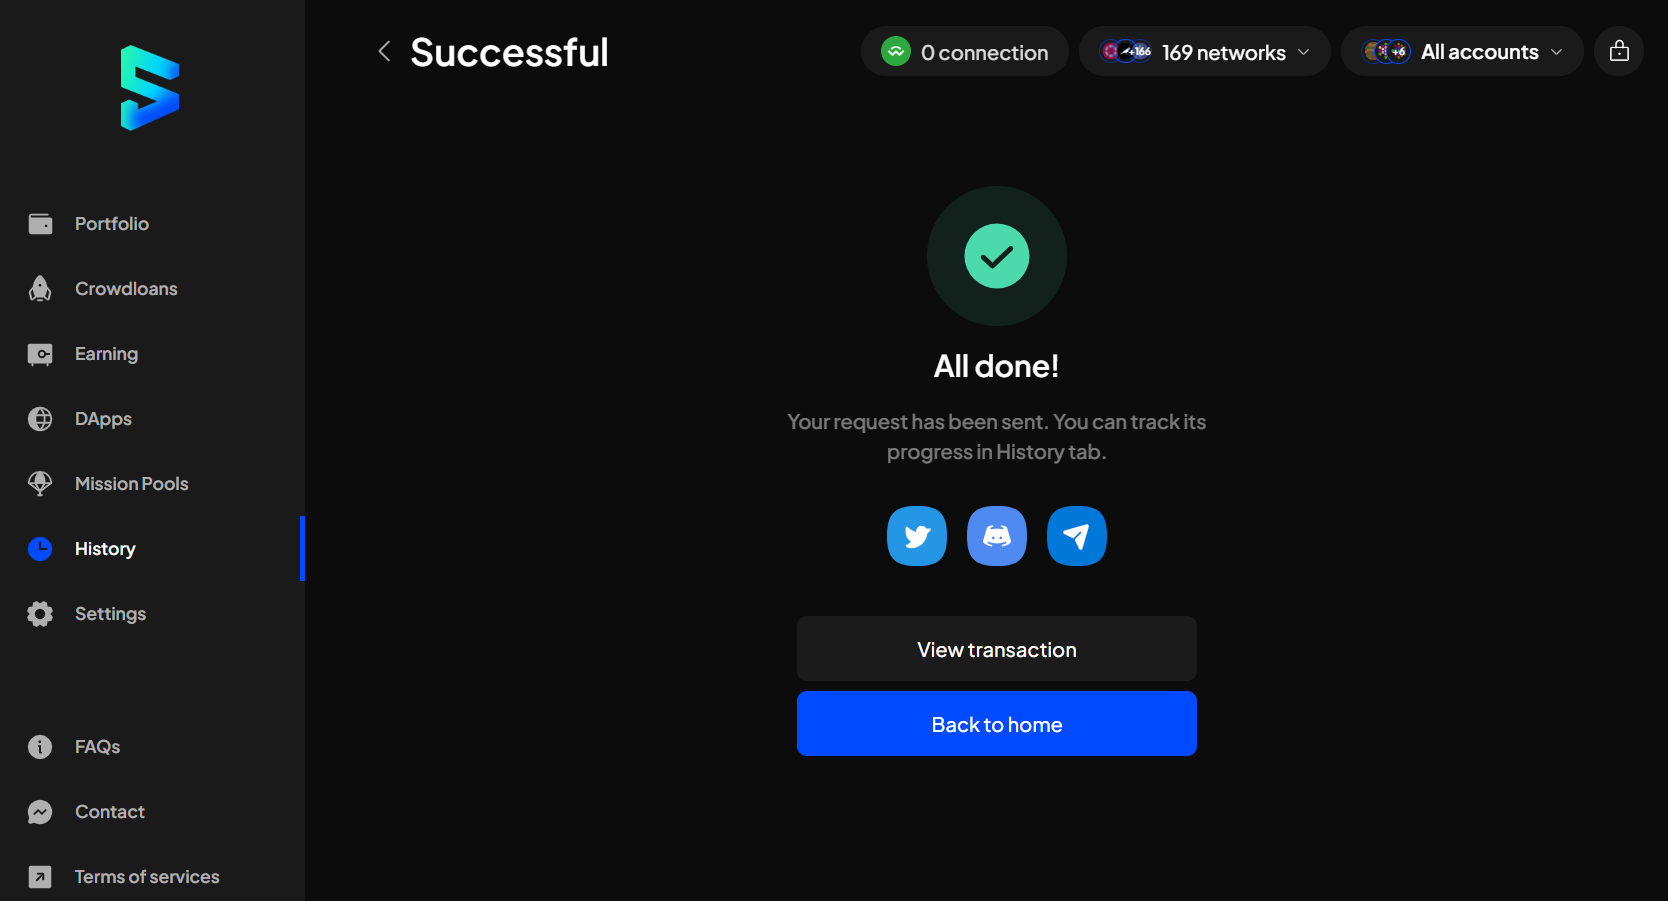 Successful
0 connection
+166
169 networks
+6
All accounts
Portfolio
Crowdloans
Earning
DApps
Mission Pools
History
Settings
FAQs
Contact
Terms of services
All done!
Your request has been sent. You can track its
progress in History tab.
View transaction
Back to home